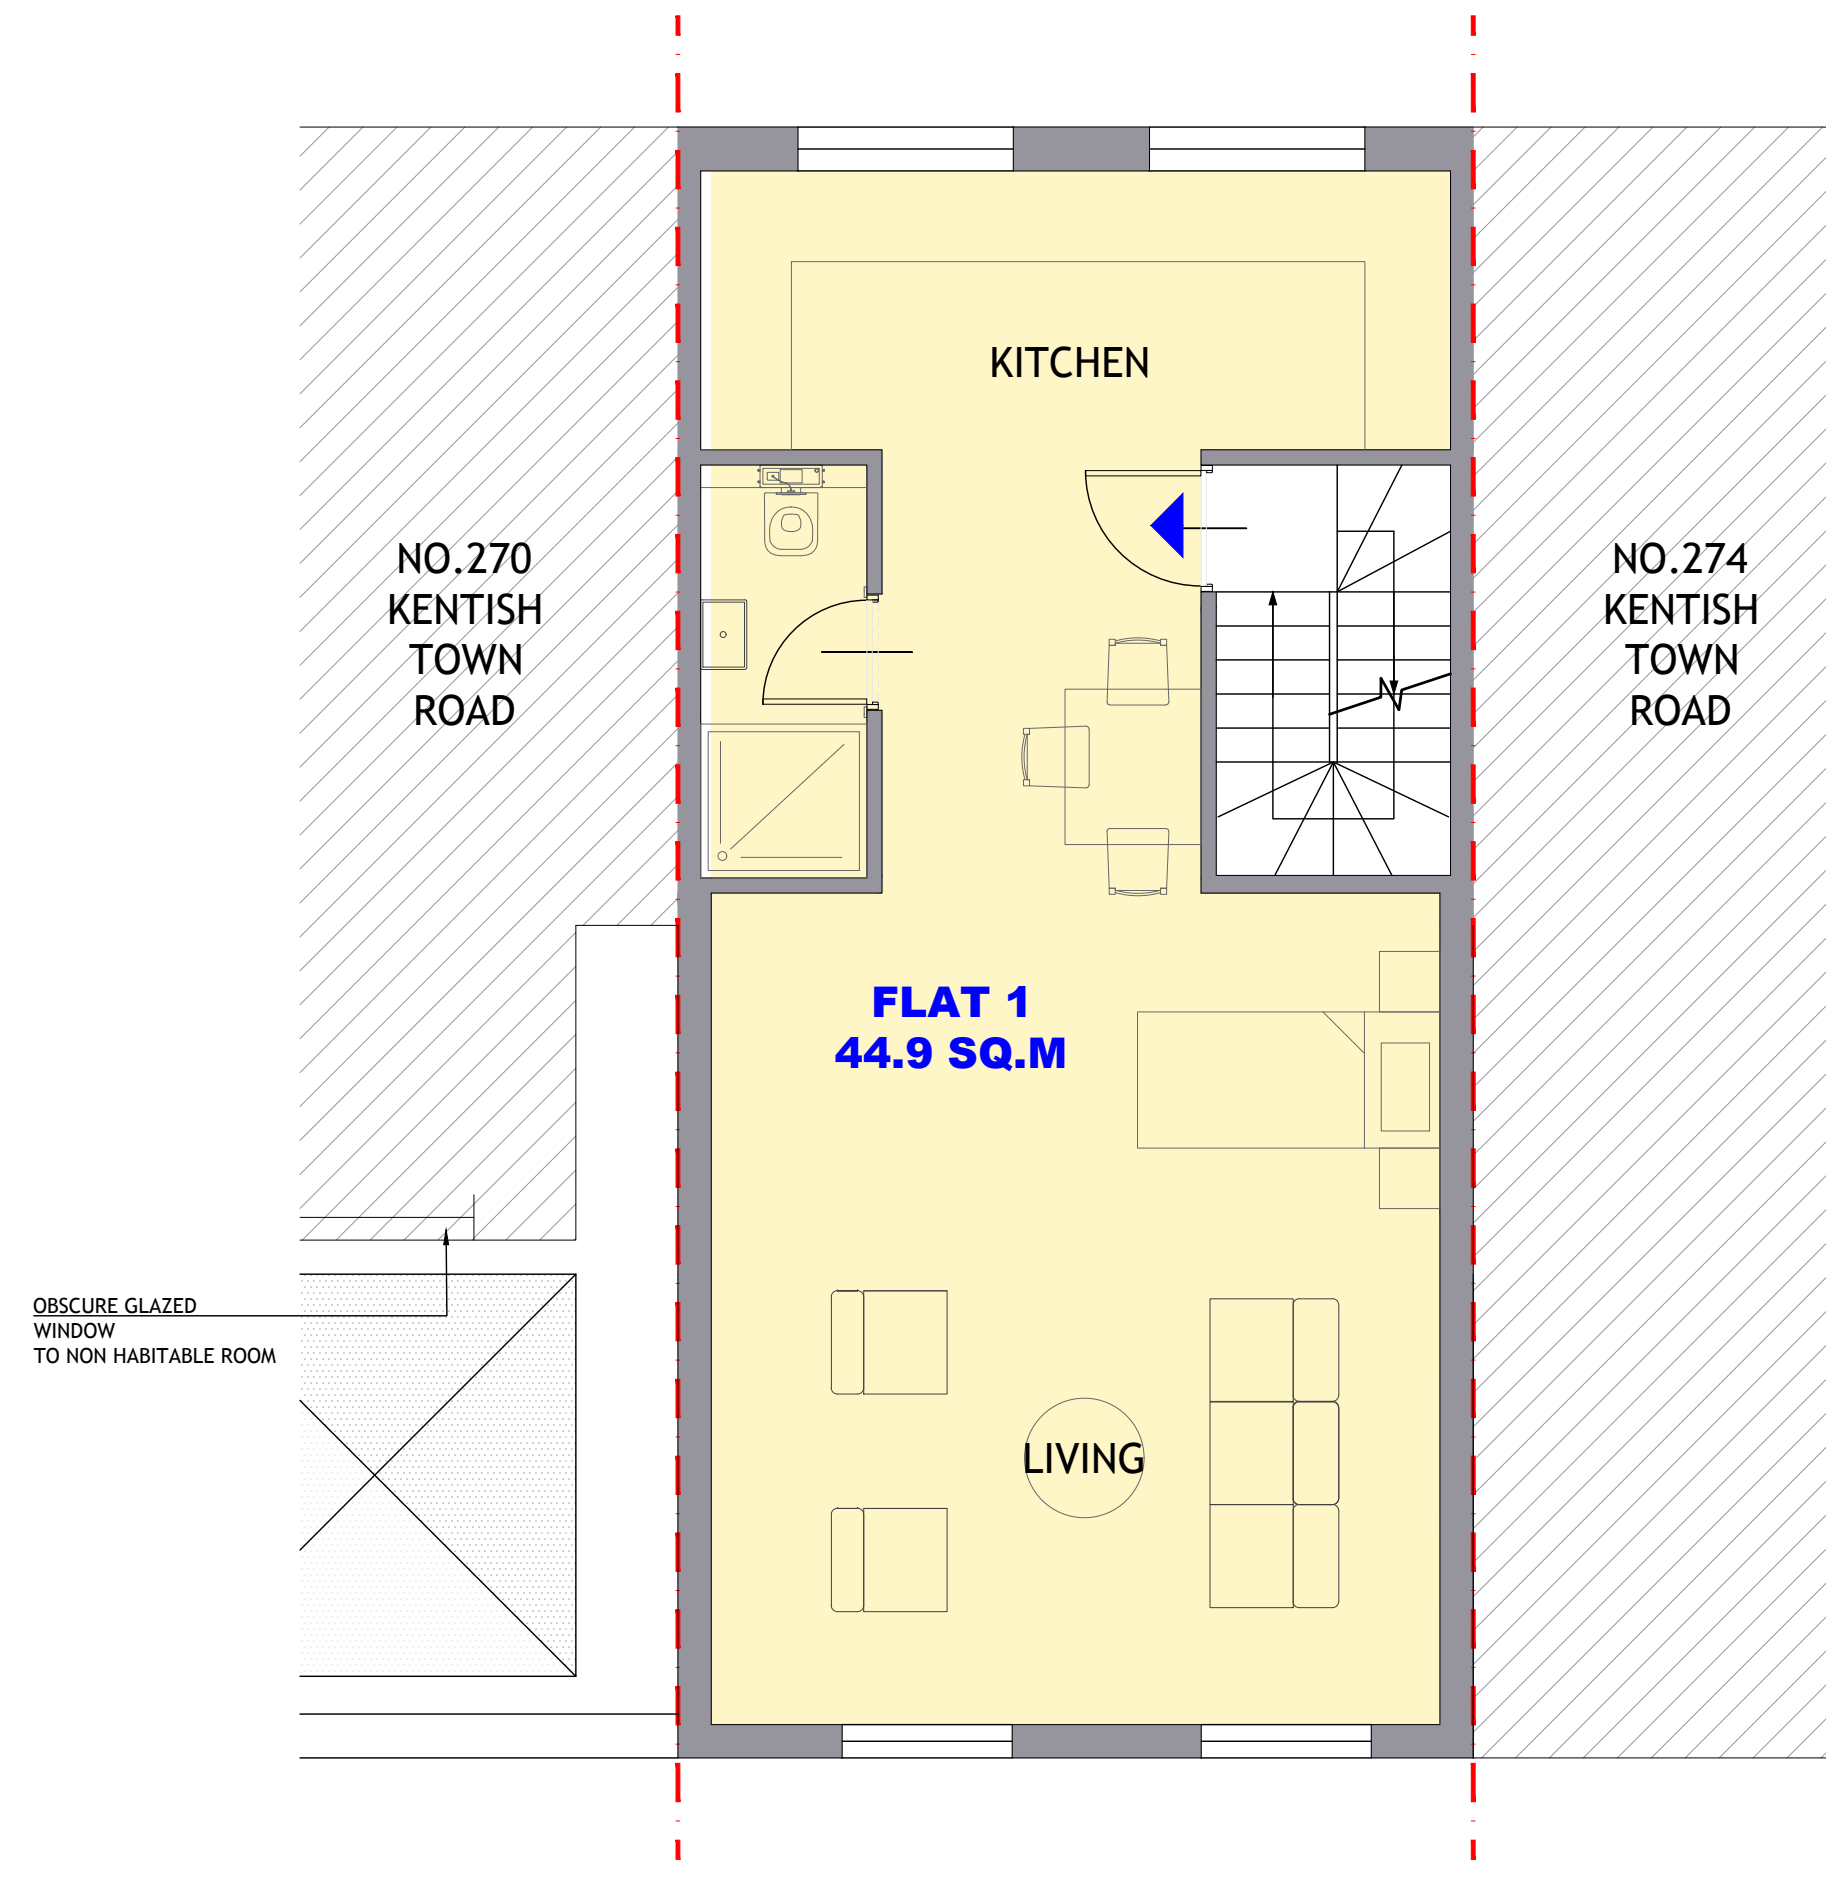 KITCHEN
NO.270
KENTISH
TOWN
ROAD
NO.274
KENTISH
TOWN
ROAD
FLAT 1
44.9 SQ.M
OBSCURE GLAZED
WINDOW
TO NON HABITABLE ROOM
LIVING